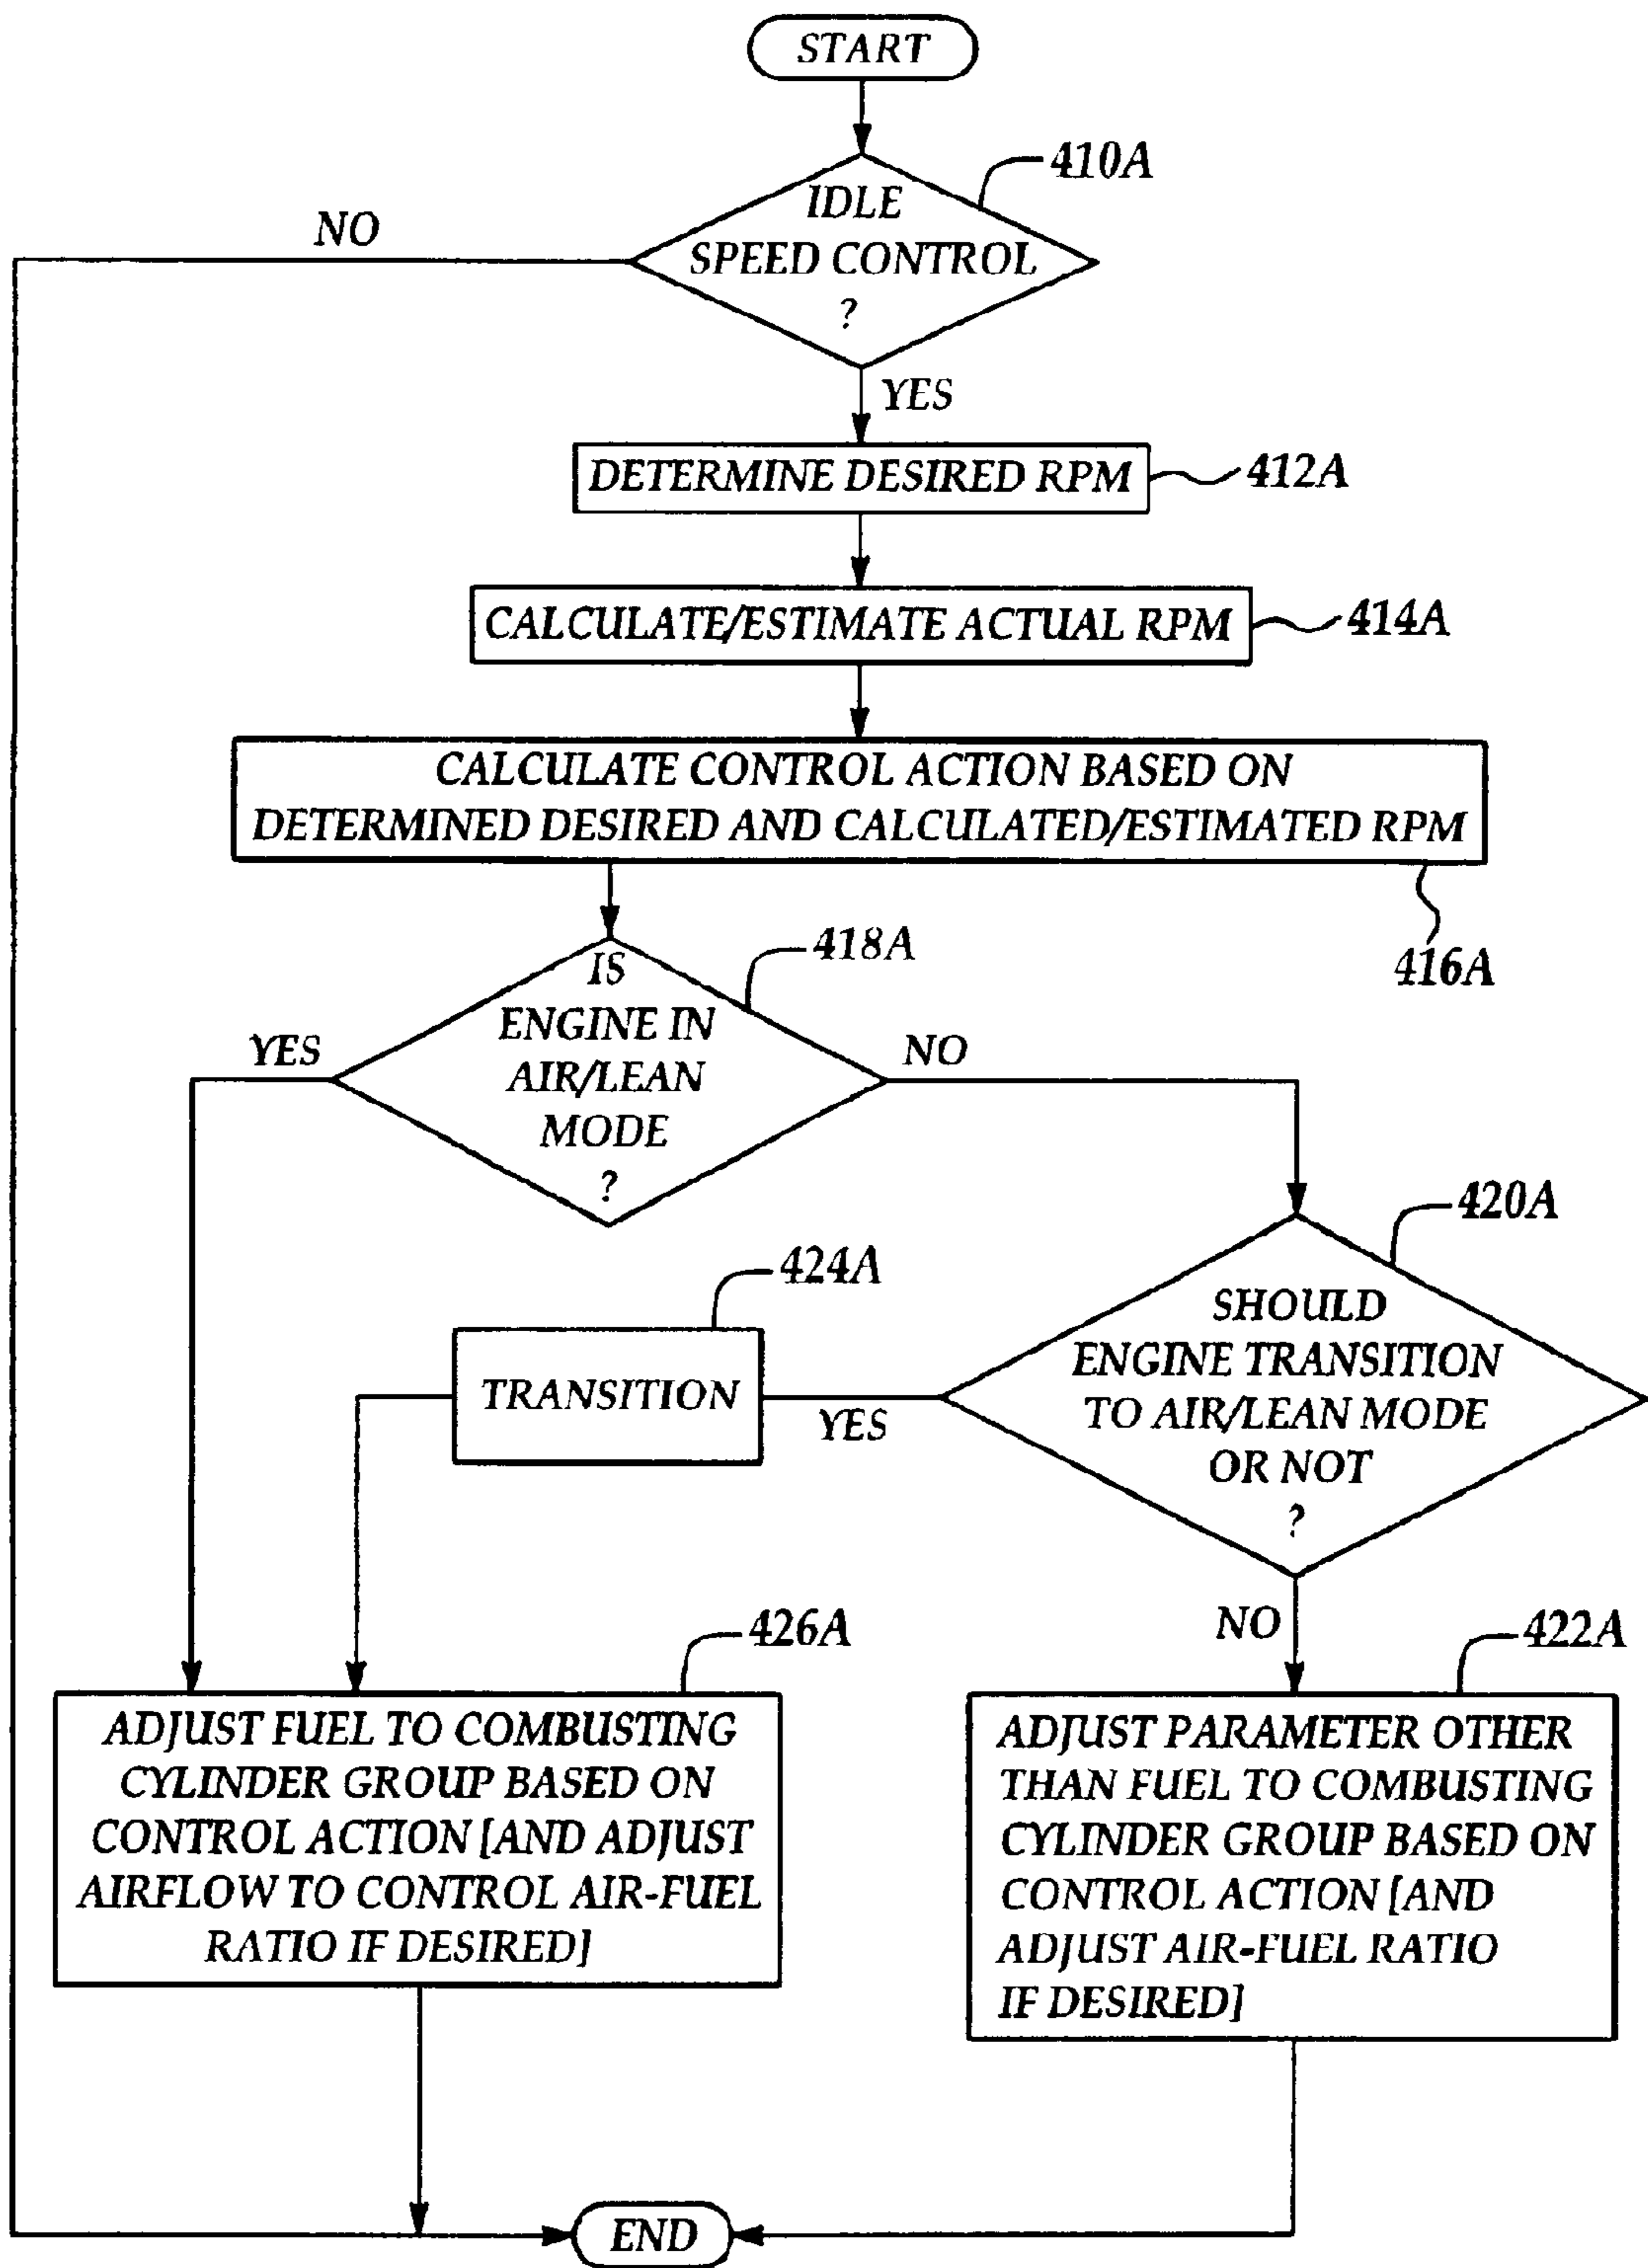 START
410A
IDLE
SPEED CONTROL
?
NO
YES
DETERMINE DESIRED RPM
412A
CALCULATE/ESTIMATE ACTUAL RPM
414A
CALCULATE CONTROL ACTION BASED ON
DETERMINED DESIRED AND CALCULATED/ESTIMATED RPM
416A
418A
IS
ENGINE IN
AIR/LEAN
MODE
?
YES
NO
420A
SHOULD
ENGINE TRANSITION
TO AIR/LEAN MODE
OR NOT
?
424A
TRANSITION
YES
NO
426A
ADJUST FUEL TO COMBUSTING
CYLINDER GROUP BASED ON
CONTROL ACTION [AND ADJUST
AIRFLOW TO CONTROL AIR-FUEL
RATIO IF DESIRED]
422A
ADJUST PARAMETER OTHER
THAN FUEL TO COMBUSTING
CYLINDER GROUP BASED ON
CONTROL ACTION [AND
ADJUST AIR-FUEL RATIO
IF DESIRED]
END